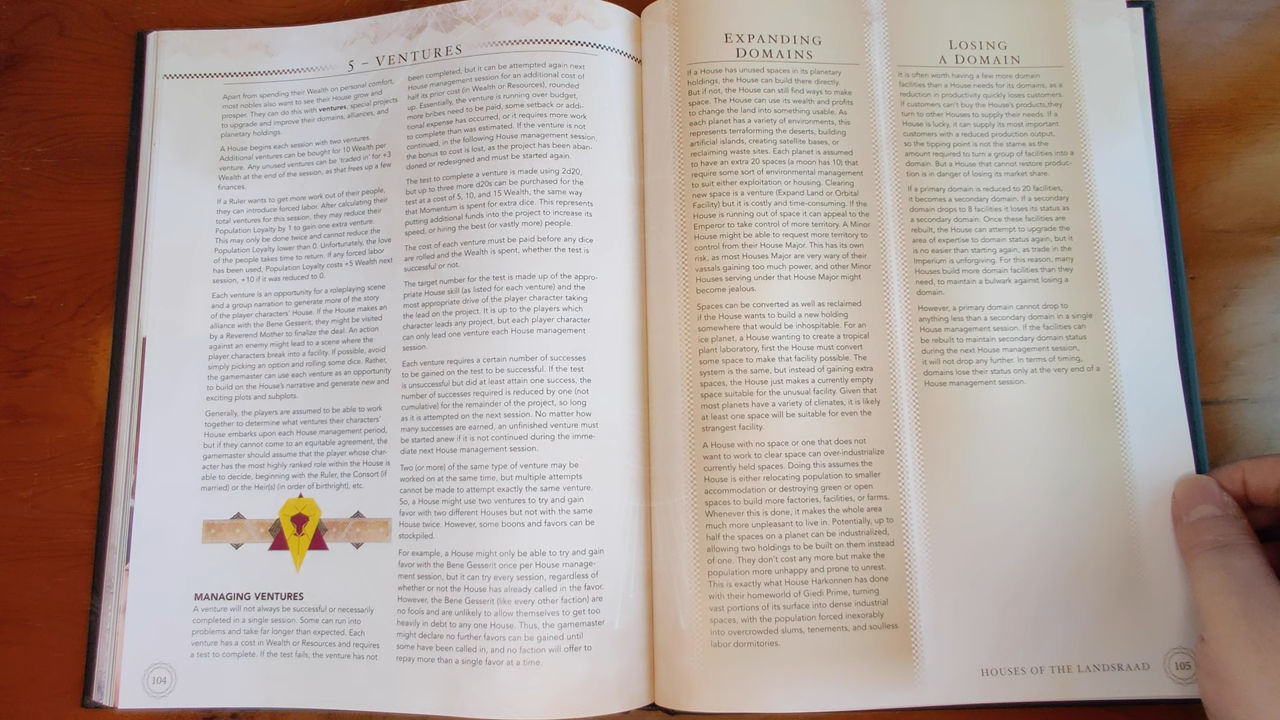 5 – VENTURES
Apart from spending their Wealth on personal comfort,
most nobles also want to see their House grow and
prosper. They can do this with ventures, special projects
to upgrade and improve their domains, alliances, and
planetary holdings.
A House begins each session with two ventures.
Additional ventures can be bought for 10 Wealth per
venture. Any unused ventures can be 'traded in' for +3
Wealth at the end of the session, as that frees up a few
finances.
If a Ruler wants to get more work out of their people,
they can introduce forced labor. After calculating their
total ventures for this session, they may reduce their
Population Loyalty by 1 to gain one extra venture.
This may only be done twice and cannot reduce the
Population Loyalty lower than 0. Unfortunately, the love
of the people takes time to return. If any forced labor
has been used, Population Loyalty costs +5 Wealth next
session, +10 if it was reduced to 0.
Each venture is an opportunity for a roleplaying scene
and a group narration to generate more of the story
of the player characters' House. If the House makes an
alliance with the Bene Gesserit, they might be visited
by a Reverend Mother to finalize the deal. An action
against an enemy might lead to a scene where the
player characters break into a facility. If possible, avoid
simply picking an option and rolling some dice. Rather,
the gamemaster can use each venture as an opportunity
to build on the House's narrative and generate new and
exciting plots and subplots.
Generally, the players are assumed to be able to work
together to determine what ventures their characters'
House embarks upon each House management period,
but if they cannot come to an equitable agreement, the
gamemaster should assume that the player whose char-
acter has the most highly ranked role within the House is
able to decide, beginning with the Ruler, the Consort (if
married) or the Heir(s) (in order of birthright), etc.
MANAGING VENTURES
A venture will not always be successful or necessarily
completed in a single session. Some can run into
problems and take far longer than expected. Each
venture has a cost in Wealth or Resources and requires
a test to complete. If the test fails, the venture has not
been completed, but it can be attempted again next
House management session for an additional cost of
half its prior cost (in Wealth or Resources), rounded
up. Essentially, the venture is running over budget,
more bribes need to be paid, some setback or addi-
tional expense has occurred, or it requires more work
to complete than was estimated. If the venture is not
continued, in the following House management session,
the bonus to cost is lost, as the project has been aban-
doned or redesigned and must be started again.
The test to complete a venture is made using 2d20,
but up to three more d20s can be purchased for the
test at a cost of 5, 10, and 15 Wealth, the same way
that Momentum is spent for extra dice. This represents
putting additional funds into the project to increase its
speed, or hiring the best (or vastly more) people.
The cost of each venture must be paid before any dice
are rolled and the Wealth is spent, whether the test is
successful or not.
The target number for the test is made up of the appro-
priate House skill (as listed for each venture) and the
most appropriate drive of the player character taking
the lead on the project. It is up to the players which
character leads any project, but each player character
can only lead one venture each House management
session.
Each venture requires a certain number of successes
to be gained on the test to be successful. If the test
is unsuccessful but did at least attain one success, the
number of successes required is reduced by one (not
cumulative) for the remainder of the project, so long
as it is attempted on the next session. No matter how
many successes are earned, an unfinished venture must
be started anew if it is not continued during the imme-
diate next House management session.
Two (or more) of the same type of venture may be
worked on at the same time, but multiple attempts
cannot be made to attempt exactly the same venture.
So, a House might use two ventures to try and gain
favor with two different Houses but not with the same
House twice. However, some boons and favors can be
stockpiled.
For example, a House might only be able to try and gain
favor with the Bene Gesserit once per House manage-
ment session, but it can try every session, regardless of
whether or not the House has already called in the favor.
However, the Bene Gesserit (like every other faction) are
no fools and are unlikely to allow themselves to get too
heavily in debt to any one House. Thus, the gamemaster
might declare no further favors can be gained until
some have been called in, and no faction will offer to
repay more than a single favor at a time.
104
EXPANDING
DOMAINS
If a House has unused spaces in its planetary
holdings, the House can build there directly.
But if not, the House can still find ways to make
space. The House can use its wealth and profits
to change the land into something usable. As
each planet has a variety of environments, this
represents terraforming the deserts, building
artificial islands, creating satellite bases, or
reclaiming waste sites. Each planet is assumed
to have an extra 20 spaces (a moon has 10) that
require some sort of environmental management
to suit either exploitation or housing. Clearing
new space is a venture (Expand Land or Orbital
Facility) but it is costly and time-consuming. If the
House is running out of space it can appeal to the
Emperor to take control of more territory. A Minor
House might be able to request more territory to
control from their House Major. This has its own
risk, as most Houses Major are very wary of their
vassals gaining too much power, and other Minor
Houses serving under that House Major might
become jealous.
Spaces can be converted as well as reclaimed
if the House wants to build a new holding
somewhere that would be inhospitable. For an
ice planet, a House wanting to create a tropical
plant laboratory, first the House must convert
some space to make that facility possible. The
system is the same, but instead of gaining extra
spaces, the House just makes a currently empty
space suitable for the unusual facility. Given that
most planets have a variety of climates, it is likely
at least one space will be suitable for even the
strangest facility.
A House with no space or one that does not
want to work to clear space can over-industrialize
currently held spaces. Doing this assumes the
House is either relocating population to smaller
accommodation or destroying green or open
spaces to build more factories, facilities, or farms.
Whenever this is done, it makes the whole area
much more unpleasant to live in. Potentially, up to
half the spaces on a planet can be industrialized,
allowing two holdings to be built on them instead
of one. They don't cost any more but make the
population more unhappy and prone to unrest.
This is exactly what House Harkonnen has done
with their homeworld of Giedi Prime, turning
vast portions of its surface into dense industrial
spaces, with the population forced inexorably
into overcrowded slums, tenements, and soulless
labor dormitories.
LOSING
A DOMAIN
It is often worth having a few more domain
facilities than a House needs for its domains, as a
reduction in productivity quickly loses customers.
If customers can't buy the House's products,they
turn to other Houses to supply their needs. If a
House is lucky, it can supply its most important
customers with a reduced production output,
so the tipping point is not the stame as the
amount required to turn a group of facilities into a
domain. But a House that cannot restore produc-
tion is in danger of losing its market share.
If a primary domain is reduced to 20 facilities,
it becomes a secondary domain. If a secondary
domain drops to 8 facilities it loses its status as
a secondary domain. Once these facilities are
rebuilt, the House can attempt to upgrade the
area of expertise to domain status again, but it
is no easier than starting again, as trade in the
Imperium is unforgiving. For this reason, many
Houses build more domain facilities than they
need, to maintain a bulwark against losing a
domain.
However, a primary domain cannot drop to
anything less than a secondary domain in a single
House management session. If the facilities can
be rebuilt to maintain secondary domain status
during the next House management session,
it will not drop any further. In terms of timing,
domains lose their status only at the very end of a
House management session.
HOUSES OF THE LANDSRAAD
105